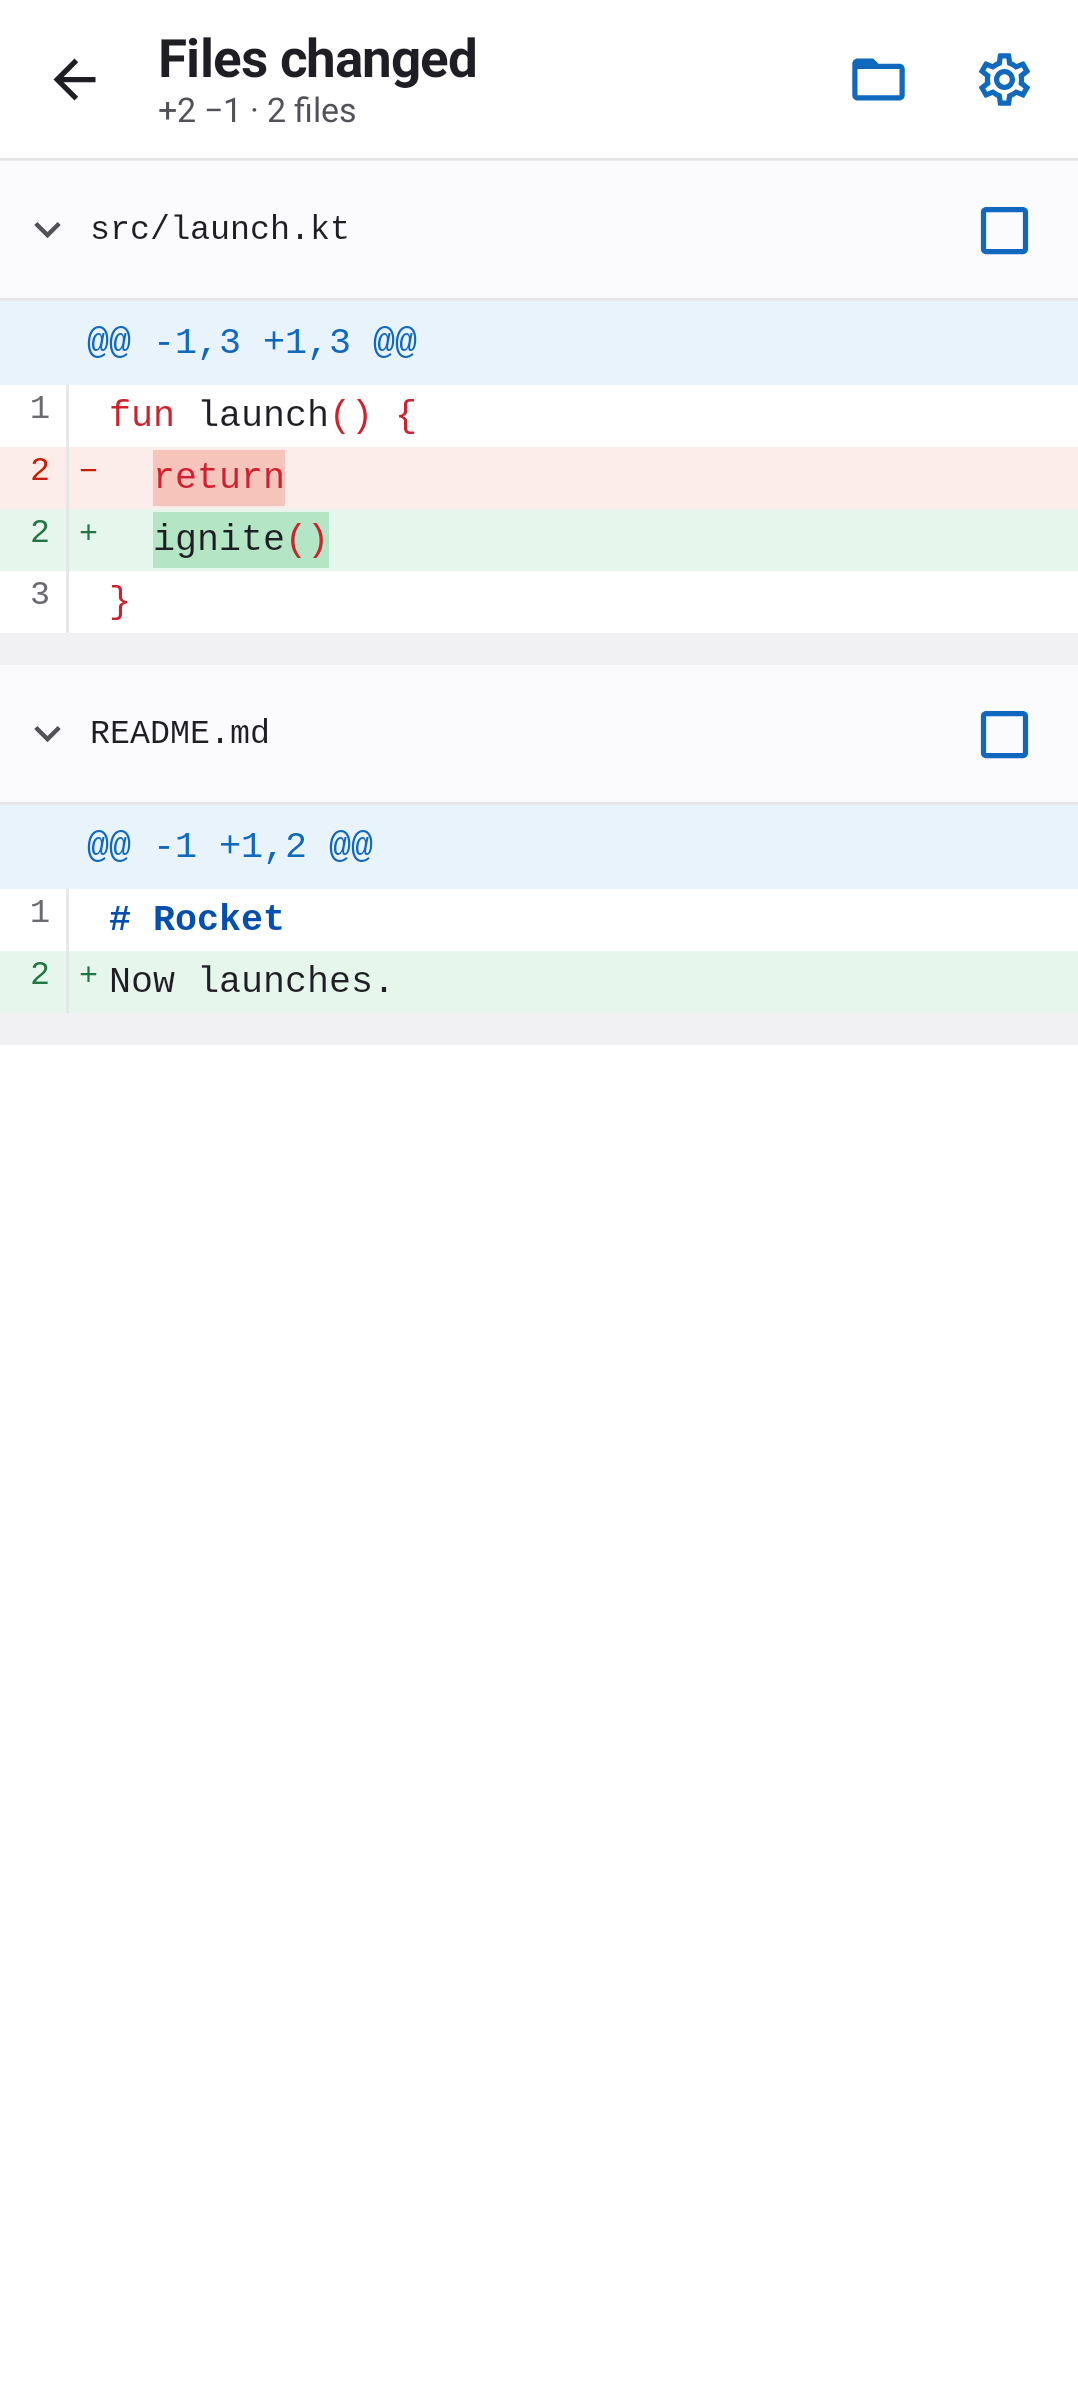 Files changed
+2 −1 · 2 files
src/launch.kt
@@ -1,3 +1,3 @@
1 fun launch() {
2 −   return
2 +   ignite()
3 }
README.md
@@ -1 +1,2 @@
1 # Rocket
2 + Now launches.